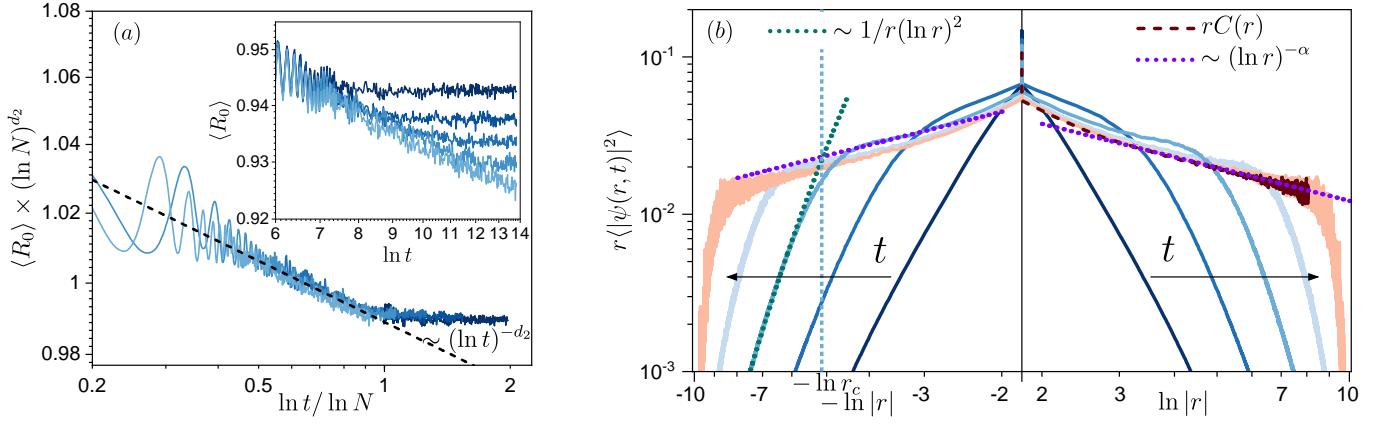 (a)
⟨R₀⟩ × (ln N)^{d₂}
1.08
1.06
1.04
1.02
1
0.98
0.2
0.5
1
2
ln t/ ln N
∼ (ln t)^{-d₂}
⟨R₀⟩
0.95
0.94
0.93
0.92
6
7
8
9
10
11
12
13
14
ln t
(b)
∼ 1/r(ln r)²
rC(r)
∼ (ln r)^{-α}
r⟨|ψ(r, t)|²⟩
10⁻¹
10⁻²
10⁻³
t
t
-10
-7
-3
-2
2
3
7
10
− ln r_c
− ln |r|
ln |r|